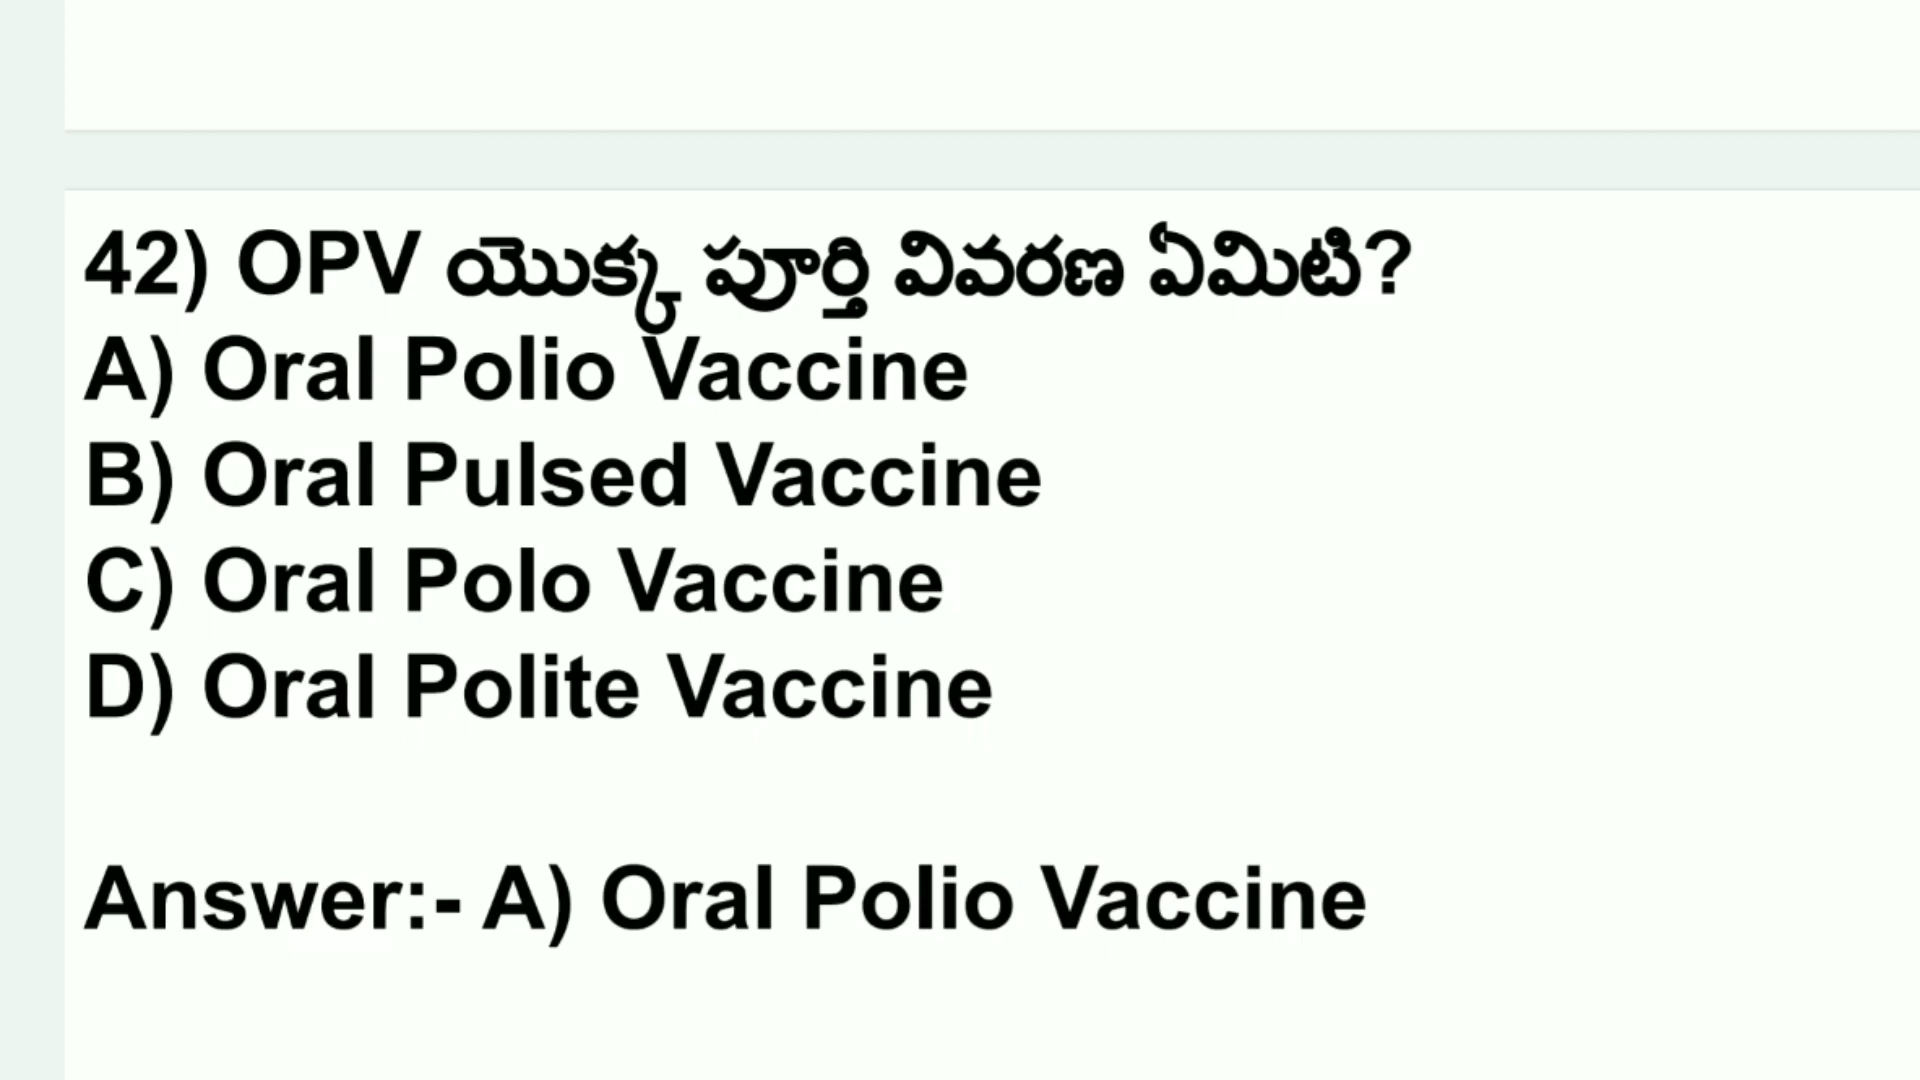 42) OPV యొక్క పూర్తి వివరణ ఏమిటి?
A) Oral Polio Vaccine
B) Oral Pulsed Vaccine
C) Oral Polo Vaccine
D) Oral Polite Vaccine
Answer:- A) Oral Polio Vaccine